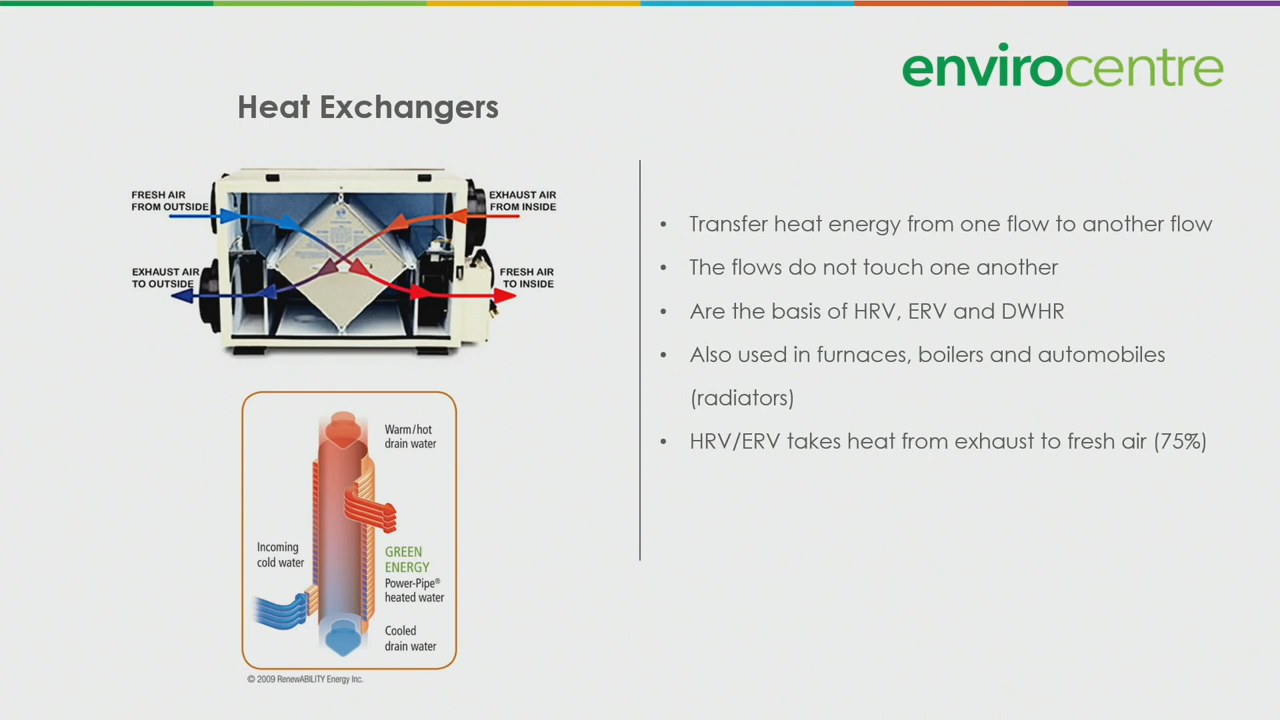 envirocentre
Heat Exchangers
FRESH AIR
FROM OUTSIDE
EXHAUST AIR
FROM INSIDE
EXHAUST AIR
TO OUTSIDE
FRESH AIR
TO INSIDE
Warm/hot
drain water
Incoming
cold water
GREEN
ENERGY
Power-Pipe®
heated water
Cooled
drain water
© 2009 RenewABILITY Energy Inc.
• Transfer heat energy from one flow to another flow
• The flows do not touch one another
• Are the basis of HRV, ERV and DWHR
• Also used in furnaces, boilers and automobiles
(radiators)
• HRV/ERV takes heat from exhaust to fresh air (75%)